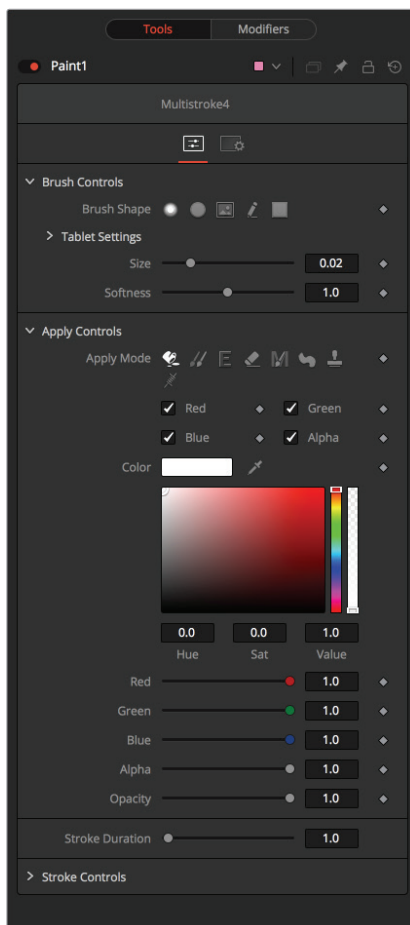 Tools Modifiers
Paint1
Multistroke4
Brush Controls
Brush Shape
Tablet Settings
Size 0.02
Softness 1.0
Apply Controls
Apply Mode
Red Green
Blue Alpha
Color
0.0 0.0 1.0
Hue Sat Value
Red 1.0
Green 1.0
Blue 1.0
Alpha 1.0
Opacity 1.0
Stroke Duration 1.0
Stroke Controls